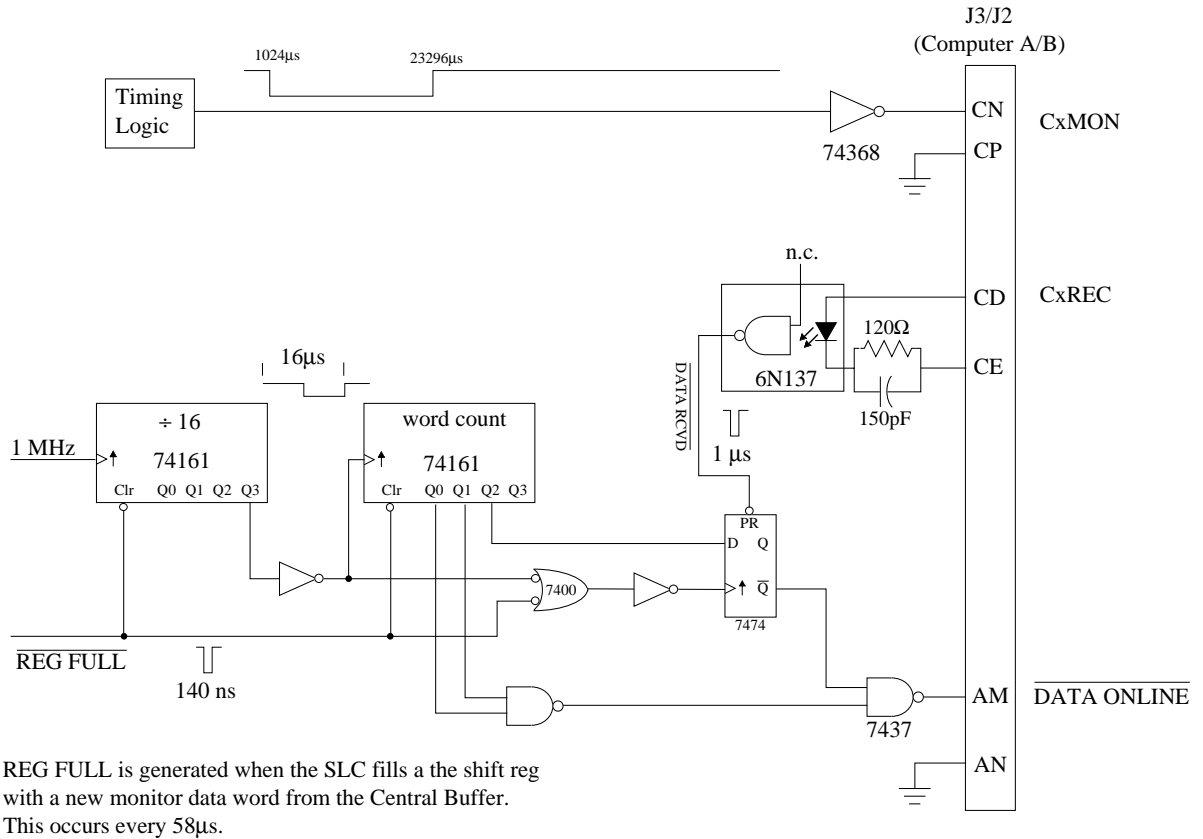 J3/J2
(Computer A/B)
1024μs
23296μs
Timing
Logic
74368
CN
CxMON
CP
n.c.
6N137
CD
CxREC
120Ω
CE
150pF
DATA RCVD
1 μs
16μs
÷ 16
74161
1 MHz
Clr Q0 Q1 Q2 Q3
word count
74161
Clr Q0 Q1 Q2 Q3
PR
D Q
Q
7474
7400
REG FULL
140 ns
7437
AM
DATA ONLINE
AN
REG FULL is generated when the SLC fills a the shift reg
with a new monitor data word from the Central Buffer.
This occurs every 58μs.